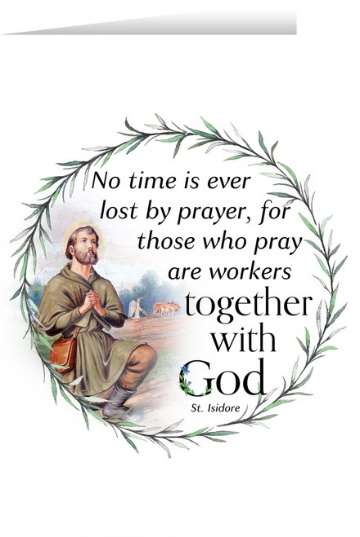 No time is ever
lost by prayer, for
those who pray
are workers
together
with
God
St. Isidore